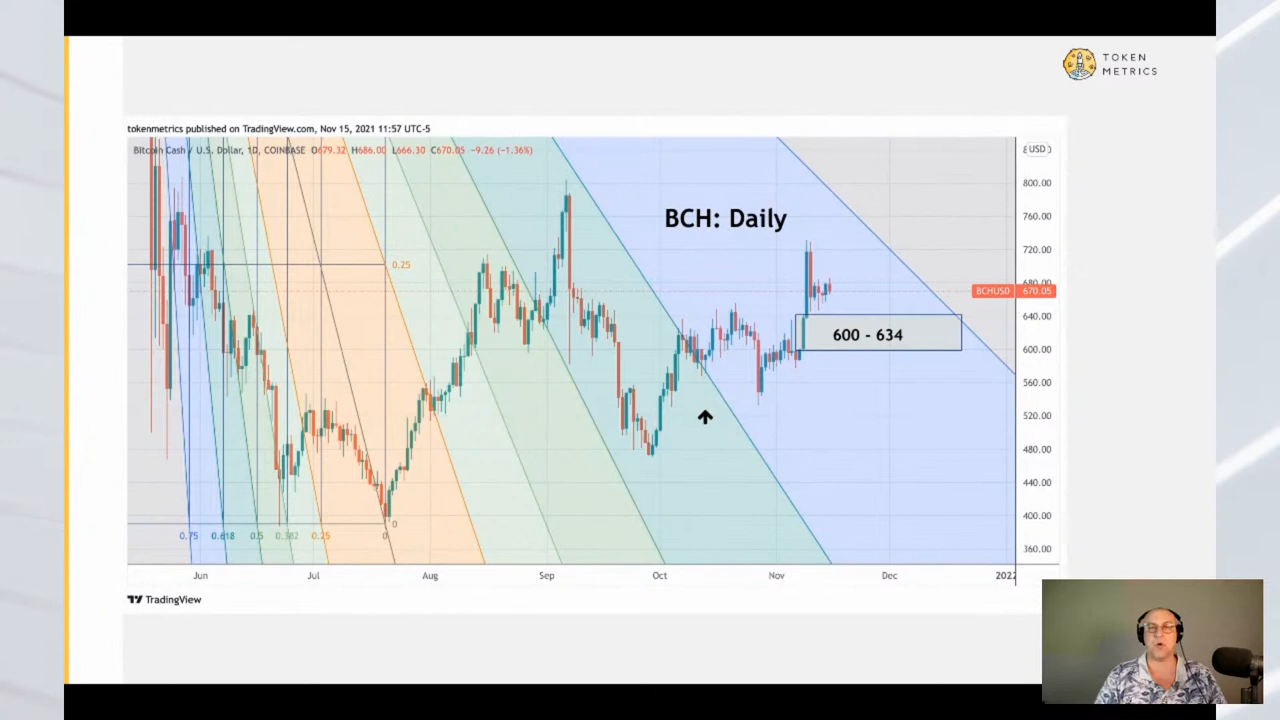 TOKEN
METRICS
tokenmetrics published on TradingView.com, Nov 15, 2021 11:57 UTC-5
Bitcoin Cash / U.S. Dollar, 1D, COINBASE O679.32 H686.00 L666.30 C670.05 −9.26 (−1.36%)
USD
800.00
BCH: Daily
760.00
720.00
0.25
680.00
BCHUSD 670.05
640.00
600 - 634
600.00
560.00
520.00
480.00
440.00
400.00
0
0.75 0.618 0.5 0.382 0.25 0
360.00
Jun Jul Aug Sep Oct Nov Dec 2022
TradingView